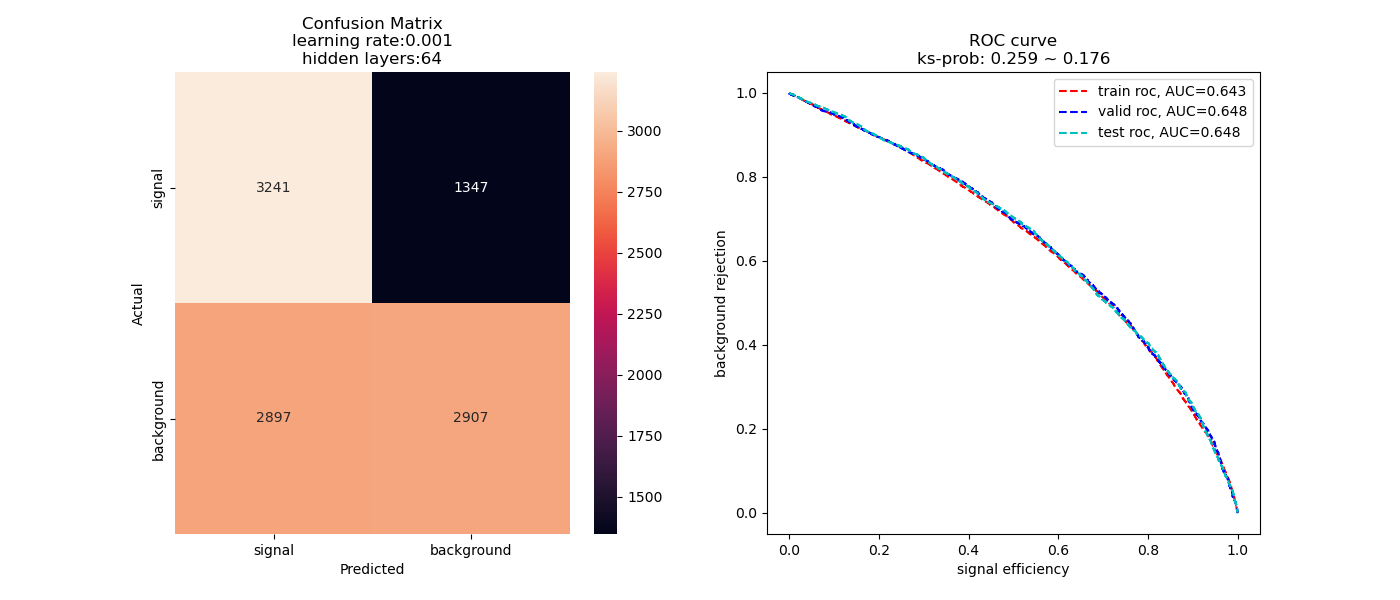 Confusion Matrix
learning rate:0.001
hidden layers:64
signal
background
Actual
3241
1347
2897
2907
signal
background
Predicted
3000
2750
2500
2250
2000
1750
1500
ROC curve
ks-prob: 0.259 ~ 0.176
train roc, AUC=0.643
valid roc, AUC=0.648
test roc, AUC=0.648
background rejection
1.0
0.8
0.6
0.4
0.2
0.0
0.0
0.2
0.4
0.6
0.8
1.0
signal efficiency